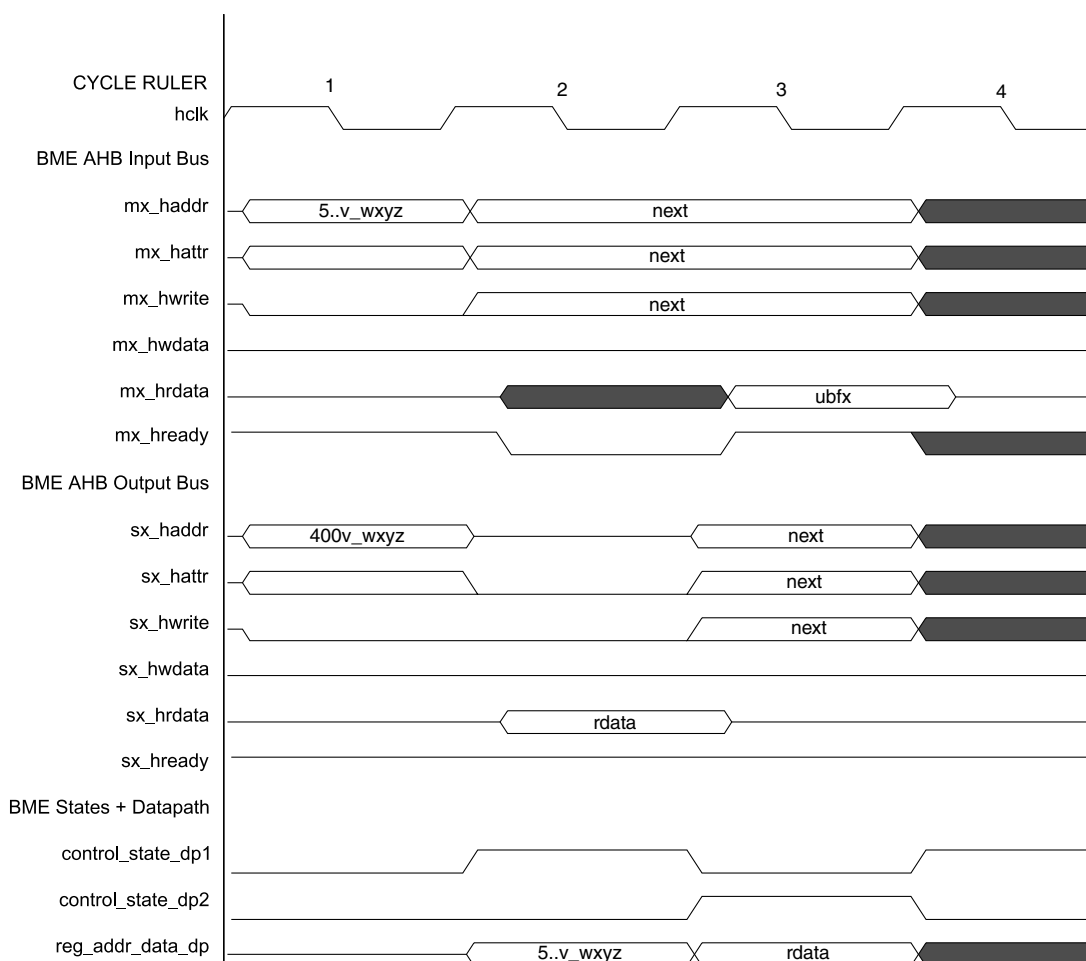 CYCLE RULER 1 2 3 4
hclk
BME AHB Input Bus
mx_haddr 5..v_wxyz next
mx_hattr next
mx_hwrite next
mx_hwdata
mx_hrdata ubfx
mx_hready
BME AHB Output Bus
sx_haddr 400v_wxyz next
sx_hattr next
sx_hwrite next
sx_hwdata
sx_hrdata rdata
sx_hready
BME States + Datapath
control_state_dp1
control_state_dp2
reg_addr_data_dp 5..v_wxyz rdata